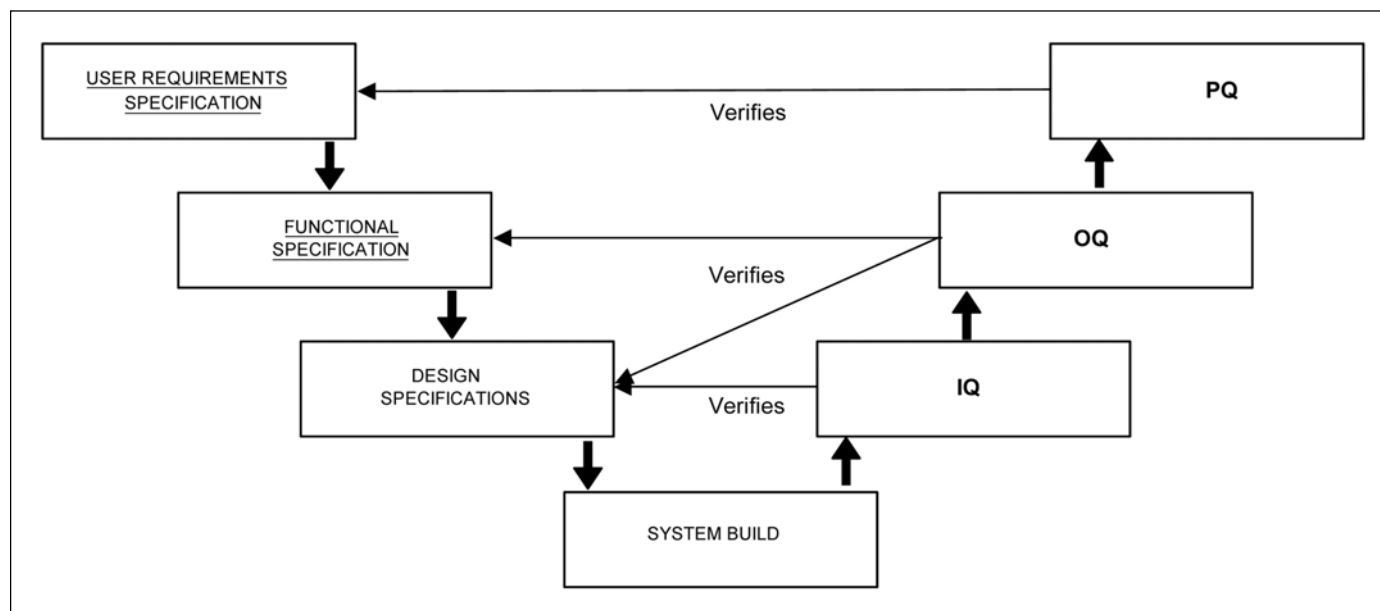 USER REQUIREMENTS
SPECIFICATION
PQ
Verifies
FUNCTIONAL
SPECIFICATION
OQ
Verifies
DESIGN
SPECIFICATIONS
IQ
Verifies
SYSTEM BUILD